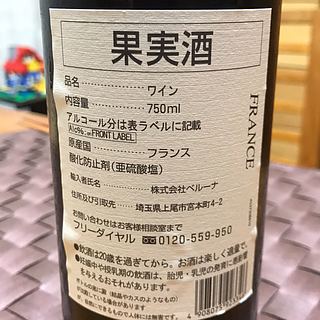 果実酒
品名 ワイン
内容量 750ml
アルコール分は表ラベルに記載
Alc%:on FRONT LABEL
原産国 フランス
酸化防止剤(亜硫酸塩)
輸入者氏名 株式会社ベルーナ
住所及び引取先 埼玉県上尾市宮本町4-2
お問い合わせはお客様相談室まで
フリーダイヤル 0120-559-950
●飲酒は20歳を過ぎてから。お酒は楽しく適量で。
●妊娠中や授乳期の飲酒は、胎児・乳児の発育に悪影響
を与えるおそれがあります。
FRANCE